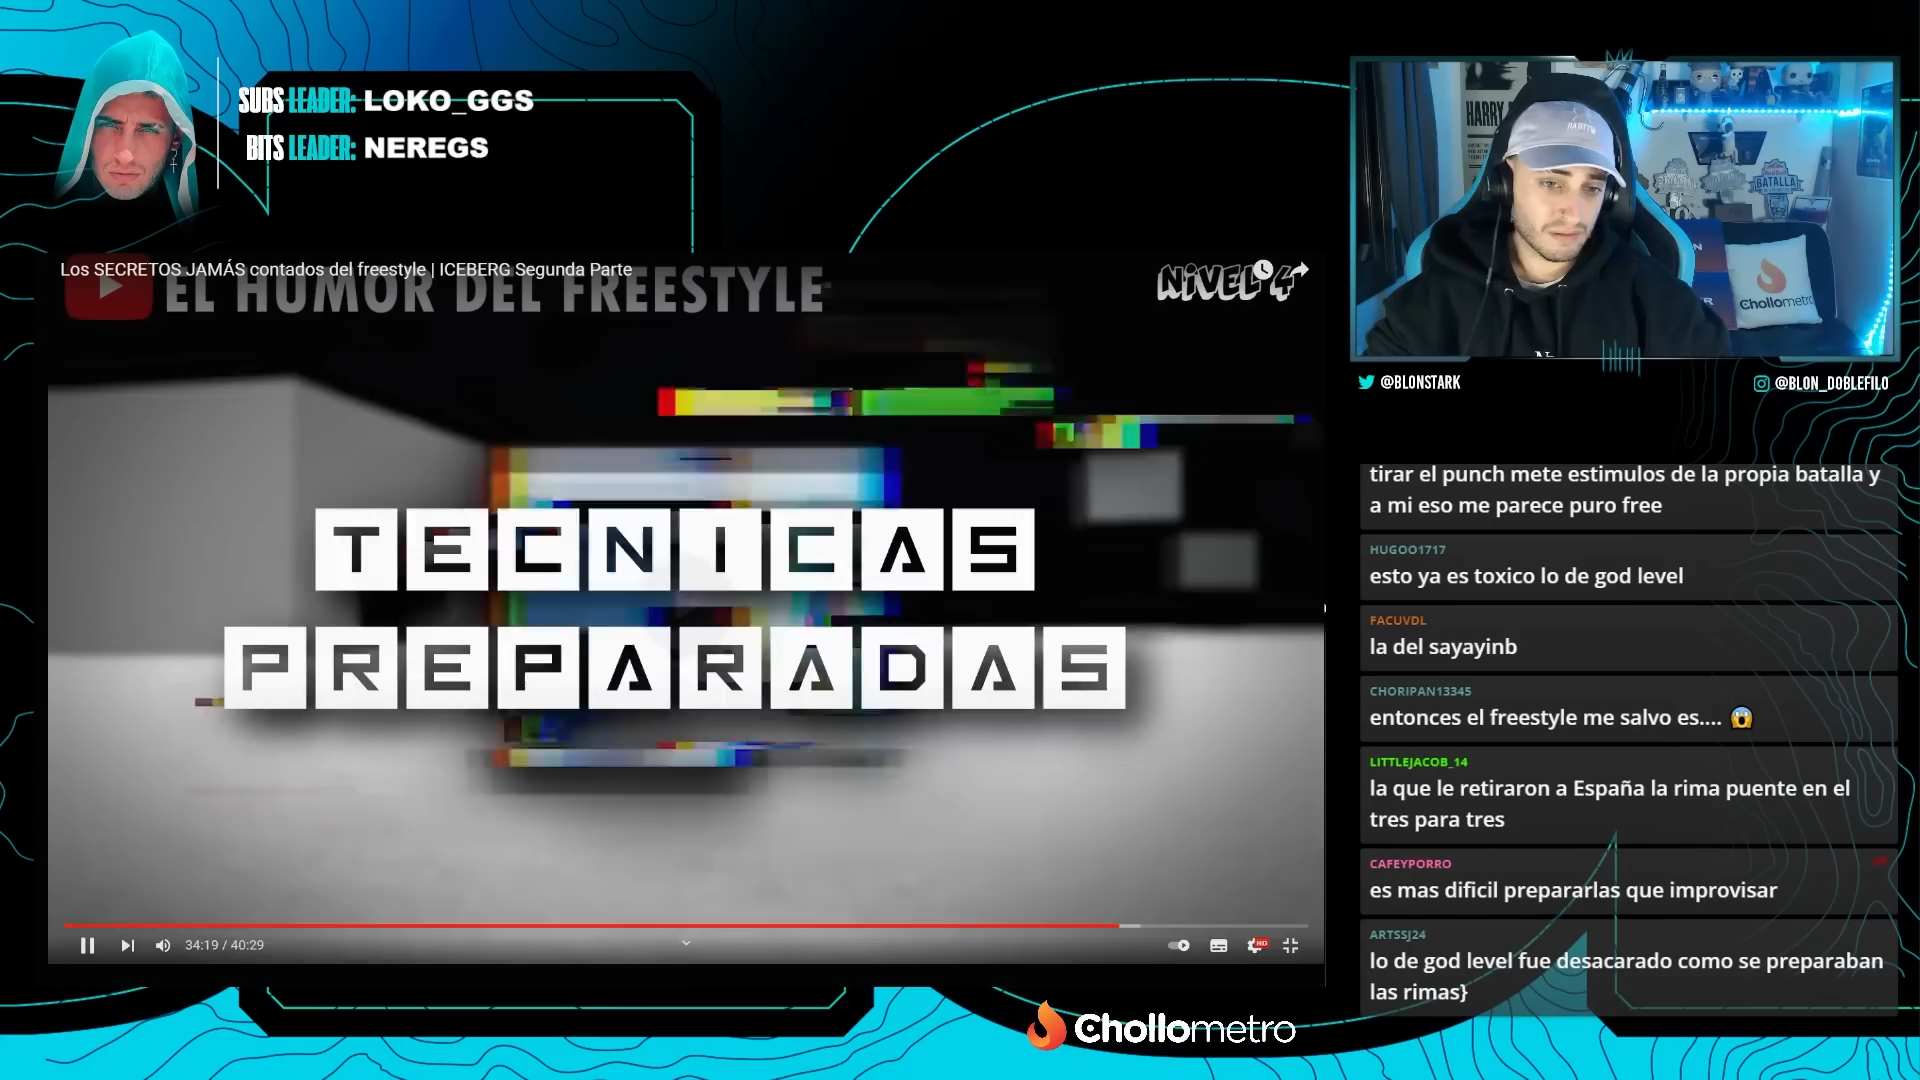 SUBS LEADER: LOKO_GGS
BITS LEADER: NEREGS
Los SECRETOS JAMÁS contados del freestyle | ICEBERG Segunda Parte
EL HUMOR DEL FREESTYLE
NIVEL 4
TECNICAS
PREPARADAS
34:19 / 40:29
HD
HARRY
BATALLA
Chollometro
@BLONSTARK
@BLON_DOBLEFILO
tirar el punch mete estimulos de la propia batalla y
a mi eso me parece puro free
HUGOO1717
esto ya es toxico lo de god level
FACUVDL
la del sayayinb
CHORIPAN13345
entonces el freestyle me salvo es.... 😱
LITTLEJACOB_14
la que le retiraron a España la rima puente en el
tres para tres
CAFEYPORRO
es mas dificil prepararlas que improvisar
ARTSSJ24
lo de god level fue desacarado como se preparaban
las rimas}
Chollometro